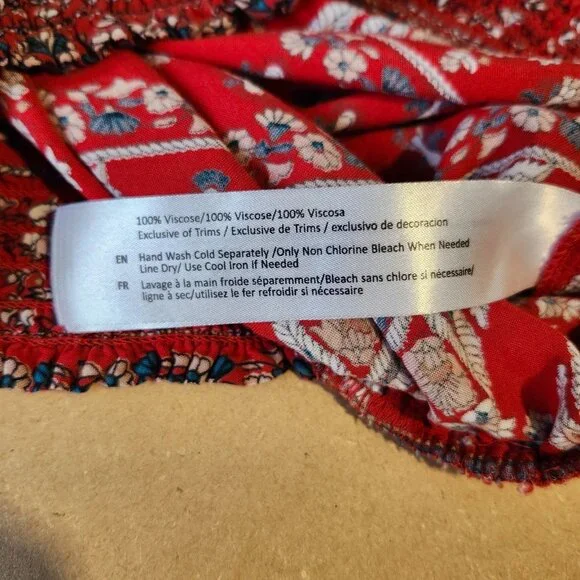 100% Viscose/100% Viscose/100% Viscosa
Exclusive of Trims / Exclusive de Trims / exclusivo de decoracion
EN Hand Wash Cold Separately /Only Non Chlorine Bleach When Needed
Line Dry/ Use Cool Iron If Needed
FR Lavage à la main froide séparemment/Bleach sans chlore si nécessaire/
ligne à sec/utilisez le fer refroidir si nécessaire